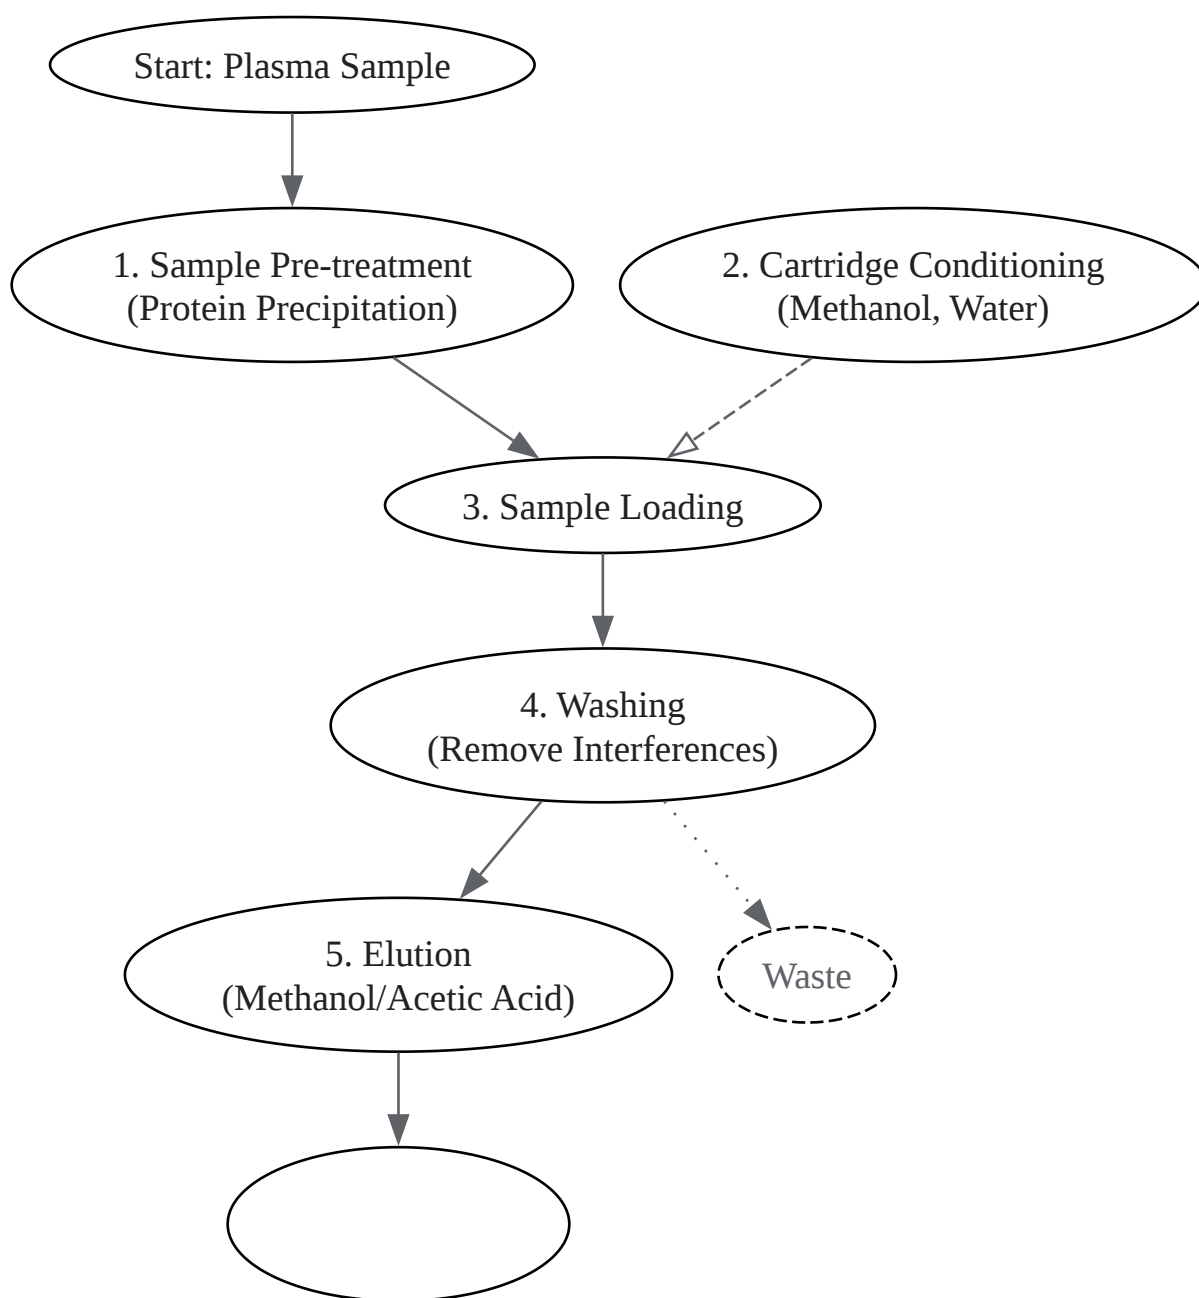 Start: Plasma Sample
1. Sample Pre-treatment
(Protein Precipitation)
2. Cartridge Conditioning
(Methanol, Water)
3. Sample Loading
4. Washing
(Remove Interferences)
5. Elution
(Methanol/Acetic Acid)
Waste